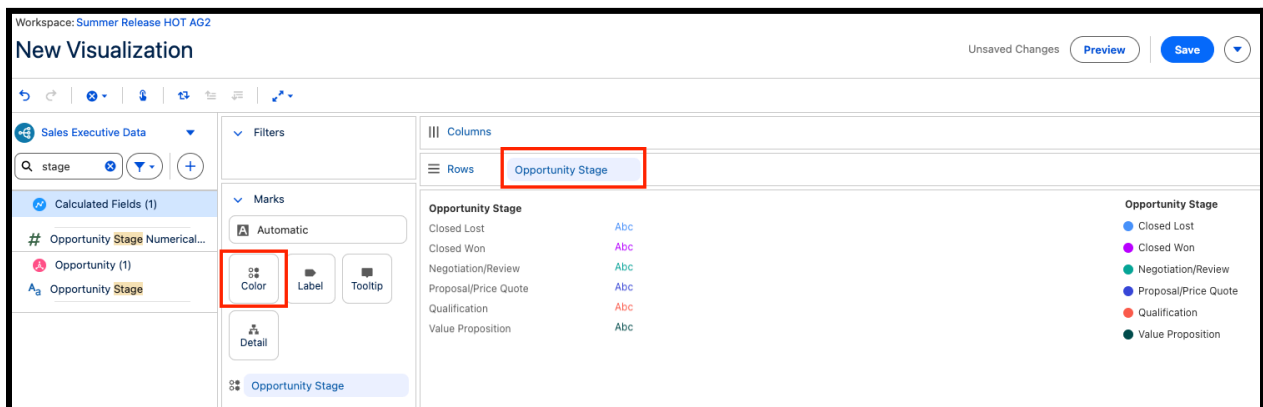 Workspace: Summer Release HOT AG2
New Visualization
Unsaved Changes
Preview
Save
Sales Executive Data
stage
Calculated Fields (1)
Opportunity Stage Numerical...
Opportunity (1)
Opportunity Stage
Filters
Marks
Automatic
Color
Label
Tooltip
Detail
Opportunity Stage
Columns
Rows
Opportunity Stage
Opportunity Stage
Closed Lost Abc
Closed Won Abc
Negotiation/Review Abc
Proposal/Price Quote Abc
Qualification Abc
Value Proposition Abc
Opportunity Stage
Closed Lost
Closed Won
Negotiation/Review
Proposal/Price Quote
Qualification
Value Proposition